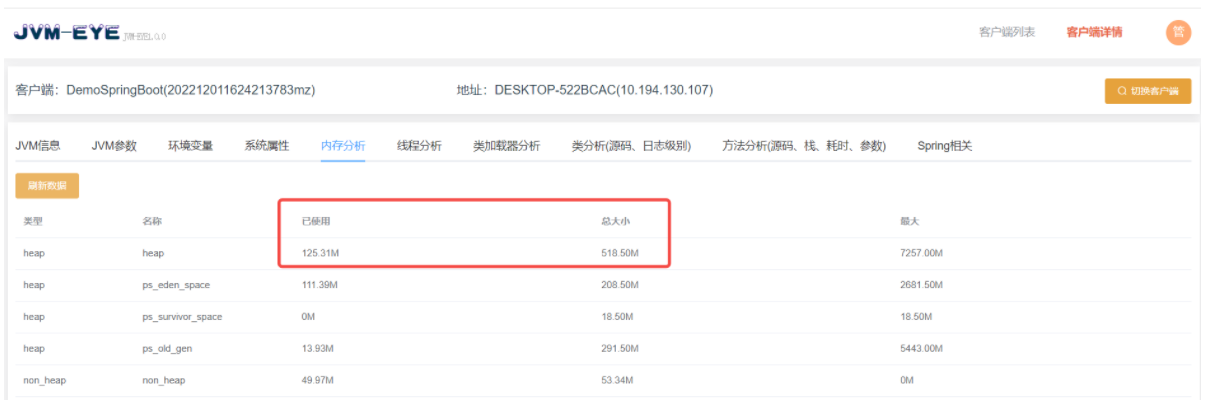 JVM-EYE JVM-EYE1.0.0 客户端列表 客户端详情 管
客户端：DemoSpringBoot(202212011624213783mz) 地址：DESKTOP-522BCAC(10.194.130.107) 切换客户端
JVM信息 JVM参数 环境变量 系统属性 内存分析 线程分析 类加载器分析 类分析(源码、日志级别) 方法分析(源码、栈、耗时、参数) Spring相关
刷新数据
类型 名称 已使用 总大小 最大
heap heap 125.31M 518.50M 7257.00M
heap ps_eden_space 111.39M 208.50M 2681.50M
heap ps_survivor_space 0M 18.50M 18.50M
heap ps_old_gen 13.93M 291.50M 5443.00M
non_heap non_heap 49.97M 53.34M 0M